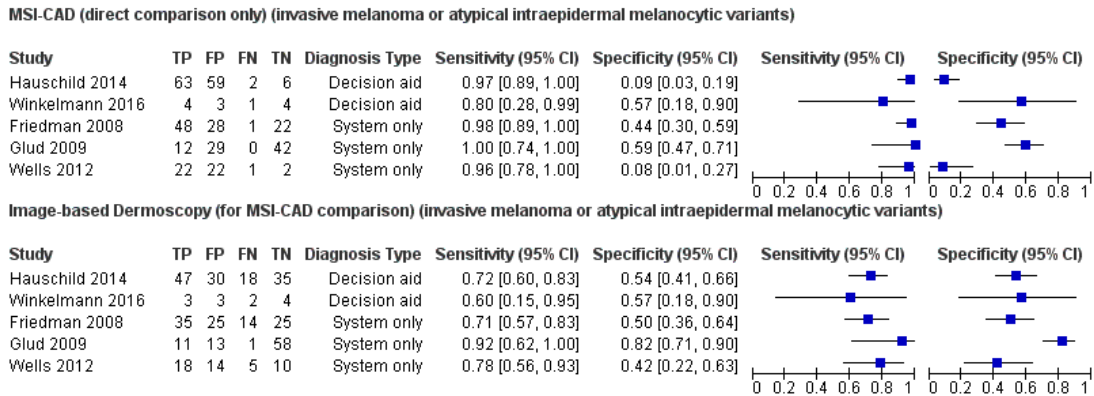 MSI-CAD (direct comparison only) (invasive melanoma or atypical intraepidermal melanocytic variants)
Study TP FP FN TN Diagnosis Type Sensitivity (95% CI) Specificity (95% CI) Sensitivity (95% CI) Specificity (95% CI)
Hauschild 2014 63 59 2 6 Decision aid 0.97 [0.89, 1.00] 0.09 [0.03, 0.19]
Winkelmann 2016 4 3 1 4 Decision aid 0.80 [0.28, 0.99] 0.57 [0.18, 0.90]
Friedman 2008 48 28 1 22 System only 0.98 [0.89, 1.00] 0.44 [0.30, 0.59]
Glud 2009 12 29 0 42 System only 1.00 [0.74, 1.00] 0.59 [0.47, 0.71]
Wells 2012 22 22 1 2 System only 0.96 [0.78, 1.00] 0.08 [0.01, 0.27]
0 0.2 0.4 0.6 0.8 1 0 0.2 0.4 0.6 0.8 1
Image-based Dermoscopy (for MSI-CAD comparison) (invasive melanoma or atypical intraepidermal melanocytic variants)
Study TP FP FN TN Diagnosis Type Sensitivity (95% CI) Specificity (95% CI) Sensitivity (95% CI) Specificity (95% CI)
Hauschild 2014 47 30 18 35 Decision aid 0.72 [0.60, 0.83] 0.54 [0.41, 0.66]
Winkelmann 2016 3 3 2 4 Decision aid 0.60 [0.15, 0.95] 0.57 [0.18, 0.90]
Friedman 2008 35 25 14 25 System only 0.71 [0.57, 0.83] 0.50 [0.36, 0.64]
Glud 2009 11 13 1 58 System only 0.92 [0.62, 1.00] 0.82 [0.71, 0.90]
Wells 2012 18 14 5 10 System only 0.78 [0.56, 0.93] 0.42 [0.22, 0.63]
0 0.2 0.4 0.6 0.8 1 0 0.2 0.4 0.6 0.8 1